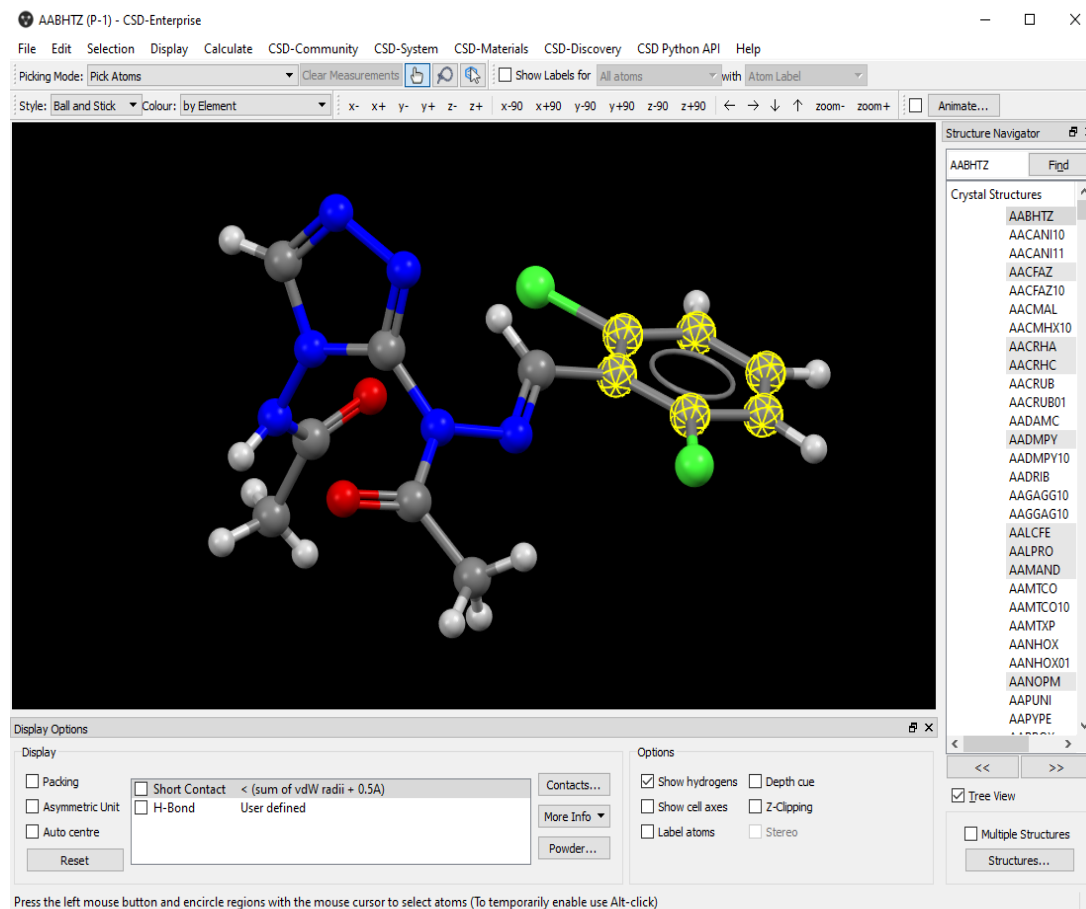 AABHTZ (P-1) - CSD-Enterprise
File Edit Selection Display Calculate CSD-Community CSD-System CSD-Materials CSD-Discovery CSD Python API Help
Picking Mode: Pick Atoms Clear Measurements Show Labels for All atoms with Atom Label
Style: Ball and Stick Colour: by Element x- x+ y- y+ z- z+ x-90 x+90 y-90 y+90 z-90 z+90 ← → ↓ ↑ zoom- zoom+ Animate...
Structure Navigator
AABHTZ Find
Crystal Structures
AABHTZ
AACANI10
AACANI11
AACFAZ
AACFAZ10
AACMAL
AACMHX10
AACRHA
AACRHC
AACRUB
AACRUB01
AADAMC
AADMPY
AADMPY10
AADRIB
AAGAGG10
AAGGAG10
AALCFE
AALPRO
AAMAND
AAMTCO
AAMTCO10
AAMTXP
AANHOX
AANHOX01
AANOPM
AAPUNI
AAPYPE
<< >>
Tree View
Multiple Structures
Structures...
Display Options
Display
Packing
Asymmetric Unit
Auto centre
Reset
Short Contact < (sum of vdW radii + 0.5A)
H-Bond User defined
Contacts...
More Info
Powder...
Options
Show hydrogens Depth cue
Show cell axes Z-Clipping
Label atoms Stereo
Press the left mouse button and encircle regions with the mouse cursor to select atoms (To temporarily enable use Alt-click)